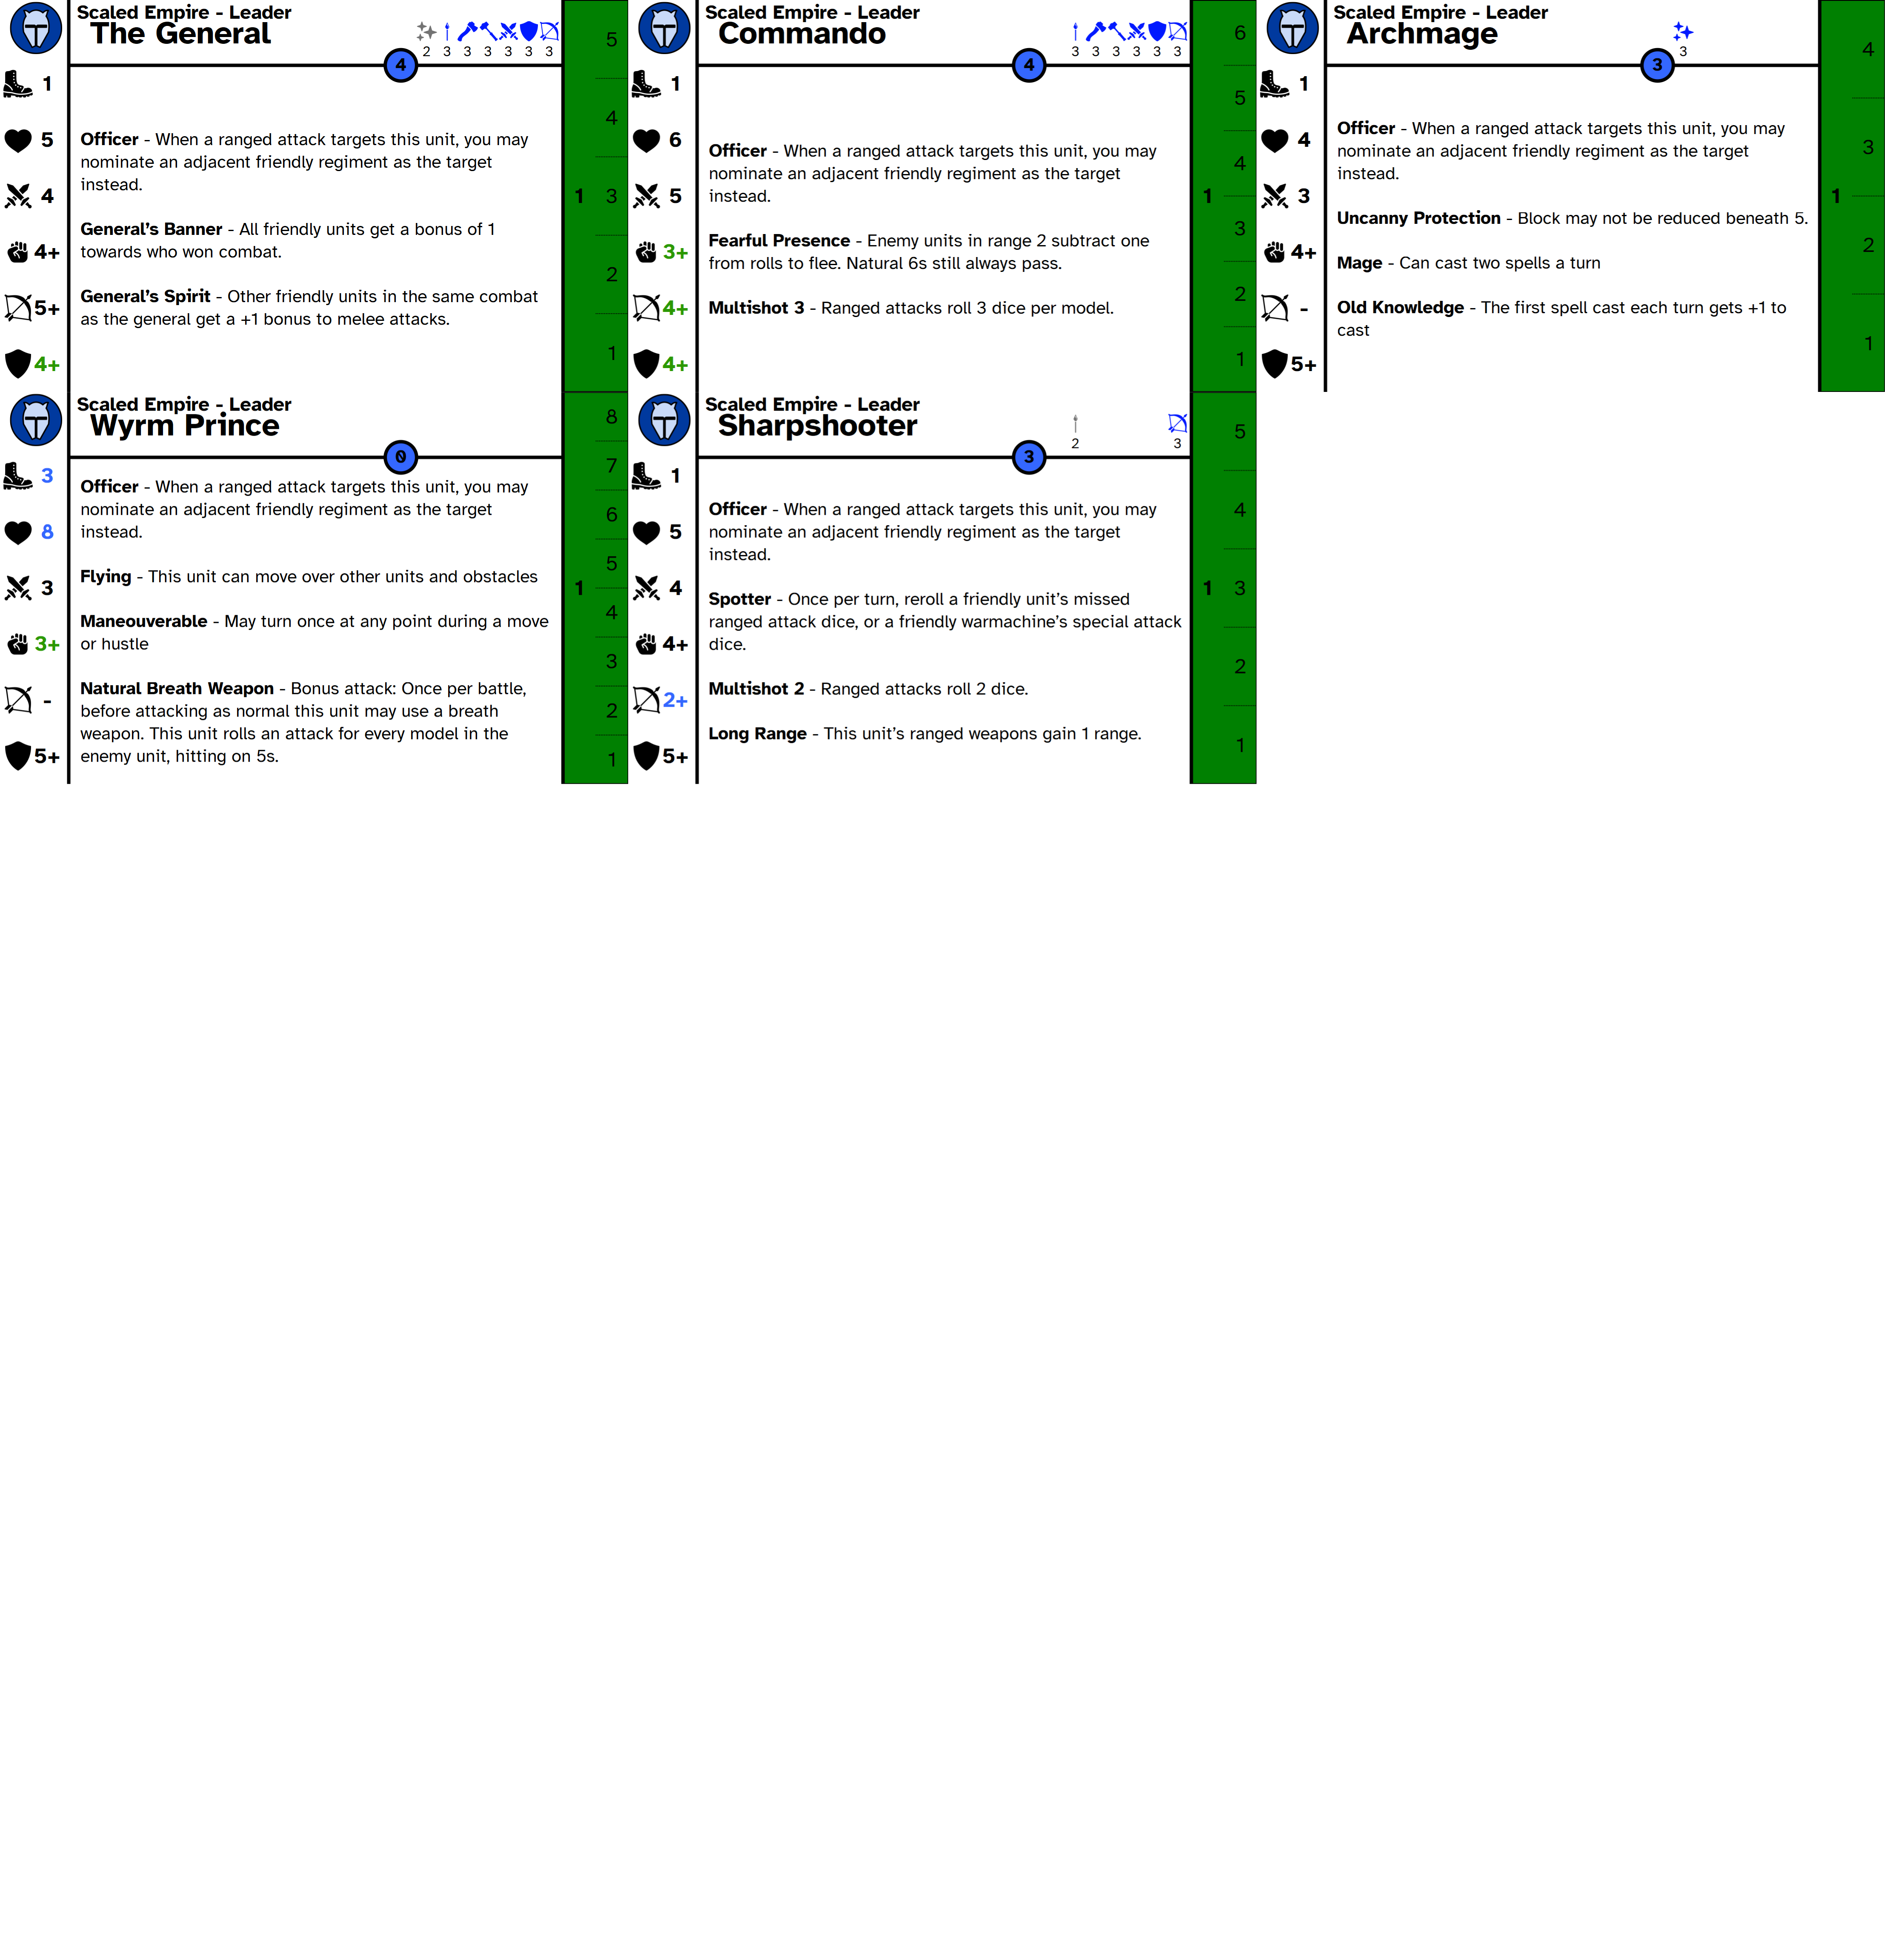 Scaled Empire - Leader
The General
2 3 3 3 3 3 3
4
1
5
4
4+
5+
4+
Officer - When a ranged attack targets this unit, you may
nominate an adjacent friendly regiment as the target
instead.
General's Banner - All friendly units get a bonus of 1
towards who won combat.
General's Spirit - Other friendly units in the same combat
as the general get a +1 bonus to melee attacks.
1
5
4
3
2
1
Scaled Empire - Leader
Commando
3 3 3 3 3 3
4
1
6
5
3+
4+
4+
Officer - When a ranged attack targets this unit, you may
nominate an adjacent friendly regiment as the target
instead.
Fearful Presence - Enemy units in range 2 subtract one
from rolls to flee. Natural 6s still always pass.
Multishot 3 - Ranged attacks roll 3 dice per model.
1
6
5
4
3
2
1
Scaled Empire - Leader
Archmage
3
3
1
4
3
4+
-
5+
Officer - When a ranged attack targets this unit, you may
nominate an adjacent friendly regiment as the target
instead.
Uncanny Protection - Block may not be reduced beneath 5.
Mage - Can cast two spells a turn
Old Knowledge - The first spell cast each turn gets +1 to
cast
1
4
3
2
1
Scaled Empire - Leader
Wyrm Prince
0
3
8
3
3+
-
5+
Officer - When a ranged attack targets this unit, you may
nominate an adjacent friendly regiment as the target
instead.
Flying - This unit can move over other units and obstacles
Maneouverable - May turn once at any point during a move
or hustle
Natural Breath Weapon - Bonus attack: Once per battle,
before attacking as normal this unit may use a breath
weapon. This unit rolls an attack for every model in the
enemy unit, hitting on 5s.
1
8
7
6
5
4
3
2
1
Scaled Empire - Leader
Sharpshooter
2 3
3
1
5
4
4+
2+
5+
Officer - When a ranged attack targets this unit, you may
nominate an adjacent friendly regiment as the target
instead.
Spotter - Once per turn, reroll a friendly unit's missed
ranged attack dice, or a friendly warmachine's special attack
dice.
Multishot 2 - Ranged attacks roll 2 dice.
Long Range - This unit's ranged weapons gain 1 range.
1
5
4
3
2
1